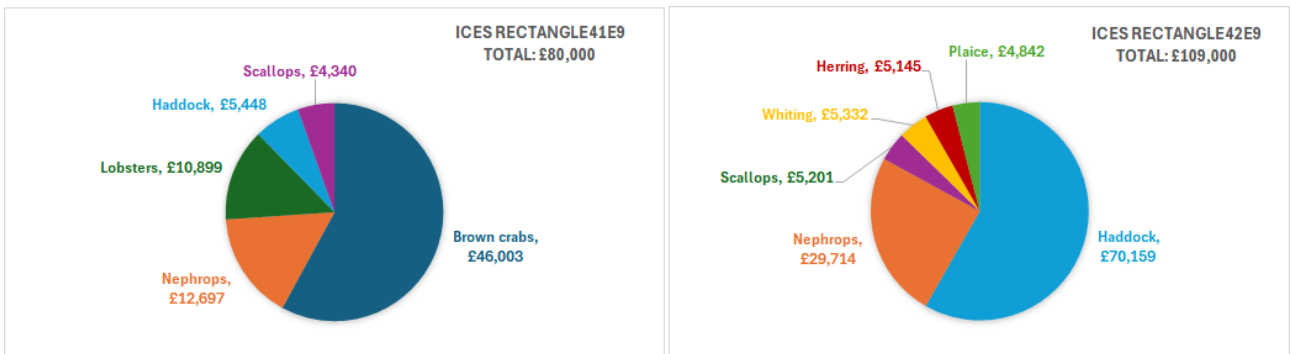 ICES RECTANGLE41E9
TOTAL: £80,000
Scallops, £4,340
Haddock, £5,448
Lobsters, £10,899
Brown crabs,
£46,003
Nephrops,
£12,697
ICES RECTANGLE42E9
TOTAL: £109,000
Plaice, £4,842
Herring, £5,145
Whiting, £5,332
Scallops, £5,201
Nephrops,
£29,714
Haddock,
£70,159